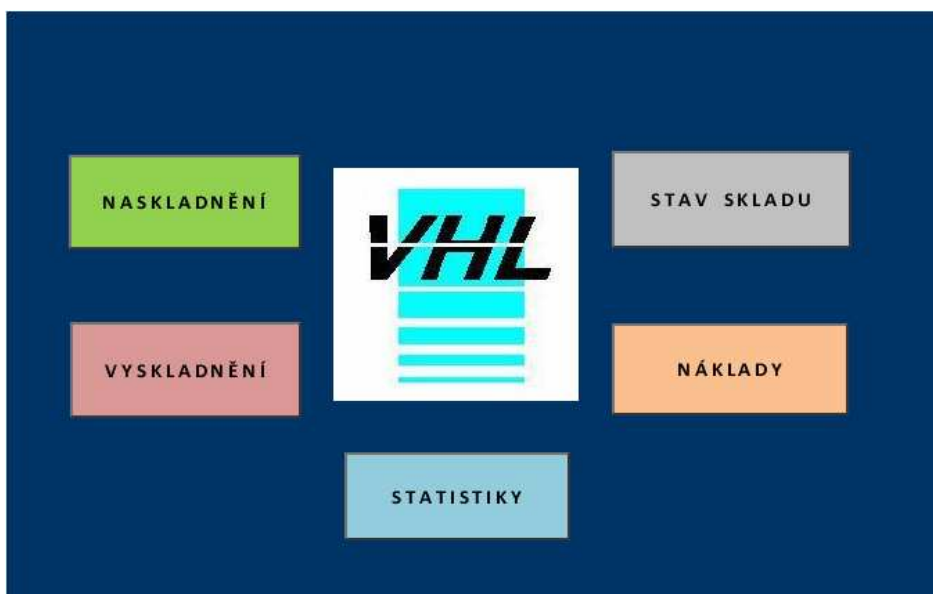 NASKLADNĚNÍ
STAV SKLADU
VHL
VYSKLADNĚNÍ
NÁKLADY
STATISTIKY